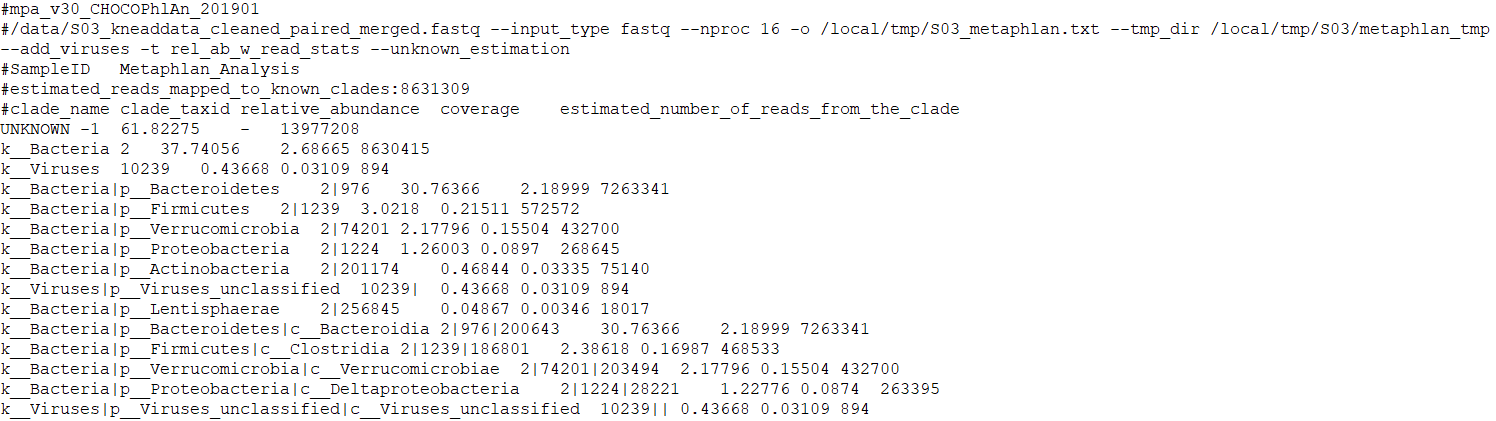 #mpa_v30_CHOCOPhlAn_201901
#/data/S03_kneaddata_cleaned_paired_merged.fastq --input_type fastq --nproc 16 -o /local/tmp/S03_metaphlan.txt --tmp_dir /local/tmp/S03/metaphlan_tmp
--add_viruses -t rel_ab_w_read_stats --unknown_estimation
#SampleID Metaphlan_Analysis
#estimated_reads_mapped_to_known_clades:8631309
#clade_name clade_taxid relative_abundance coverage estimated_number_of_reads_from_the_clade
UNKNOWN -1 61.82275 - 13977208
k__Bacteria 2 37.74056 2.68665 8630415
k__Viruses 10239 0.43668 0.03109 894
k__Bacteria|p__Bacteroidetes 2|976 30.76366 2.18999 7263341
k__Bacteria|p__Firmicutes 2|1239 3.0218 0.21511 572572
k__Bacteria|p__Verrucomicrobia 2|74201 2.17796 0.15504 432700
k__Bacteria|p__Proteobacteria 2|1224 1.26003 0.0897 268645
k__Bacteria|p__Actinobacteria 2|201174 0.46844 0.03335 75140
k__Viruses|p__Viruses_unclassified 10239| 0.43668 0.03109 894
k__Bacteria|p__Lentisphaerae 2|256845 0.04867 0.00346 18017
k__Bacteria|p__Bacteroidetes|c__Bacteroidia 2|976|200643 30.76366 2.18999 7263341
k__Bacteria|p__Firmicutes|c__Clostridia 2|1239|186801 2.38618 0.16987 468533
k__Bacteria|p__Verrucomicrobia|c__Verrucomicrobiae 2|74201|203494 2.17796 0.15504 432700
k__Bacteria|p__Proteobacteria|c__Deltaproteobacteria 2|1224|28221 1.22776 0.0874 263395
k__Viruses|p__Viruses_unclassified|c__Viruses_unclassified 10239|| 0.43668 0.03109 894